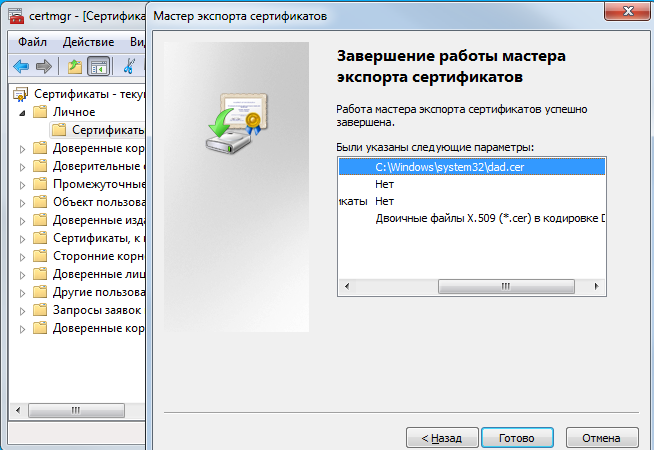 certmgr - [Сертифика
Файл Действие Ви
Сертификаты - теку
Личное
Сертификаты
Доверенные кор
Доверительные
Промежуточные
Объект пользова
Доверенные изда
Сертификаты, к
Сторонние корн
Доверенные лиц
Другие пользова
Запросы заявок
Доверенные кор
Мастер экспорта сертификатов
Завершение работы мастера
экспорта сертификатов
Работа мастера экспорта сертификатов успешно
завершена.
Были указаны следующие параметры:
C:\Windows\system32\dad.cer
Нет
икаты Нет
Двоичные файлы X.509 (*.cer) в кодировке D
< Назад Готово Отмена